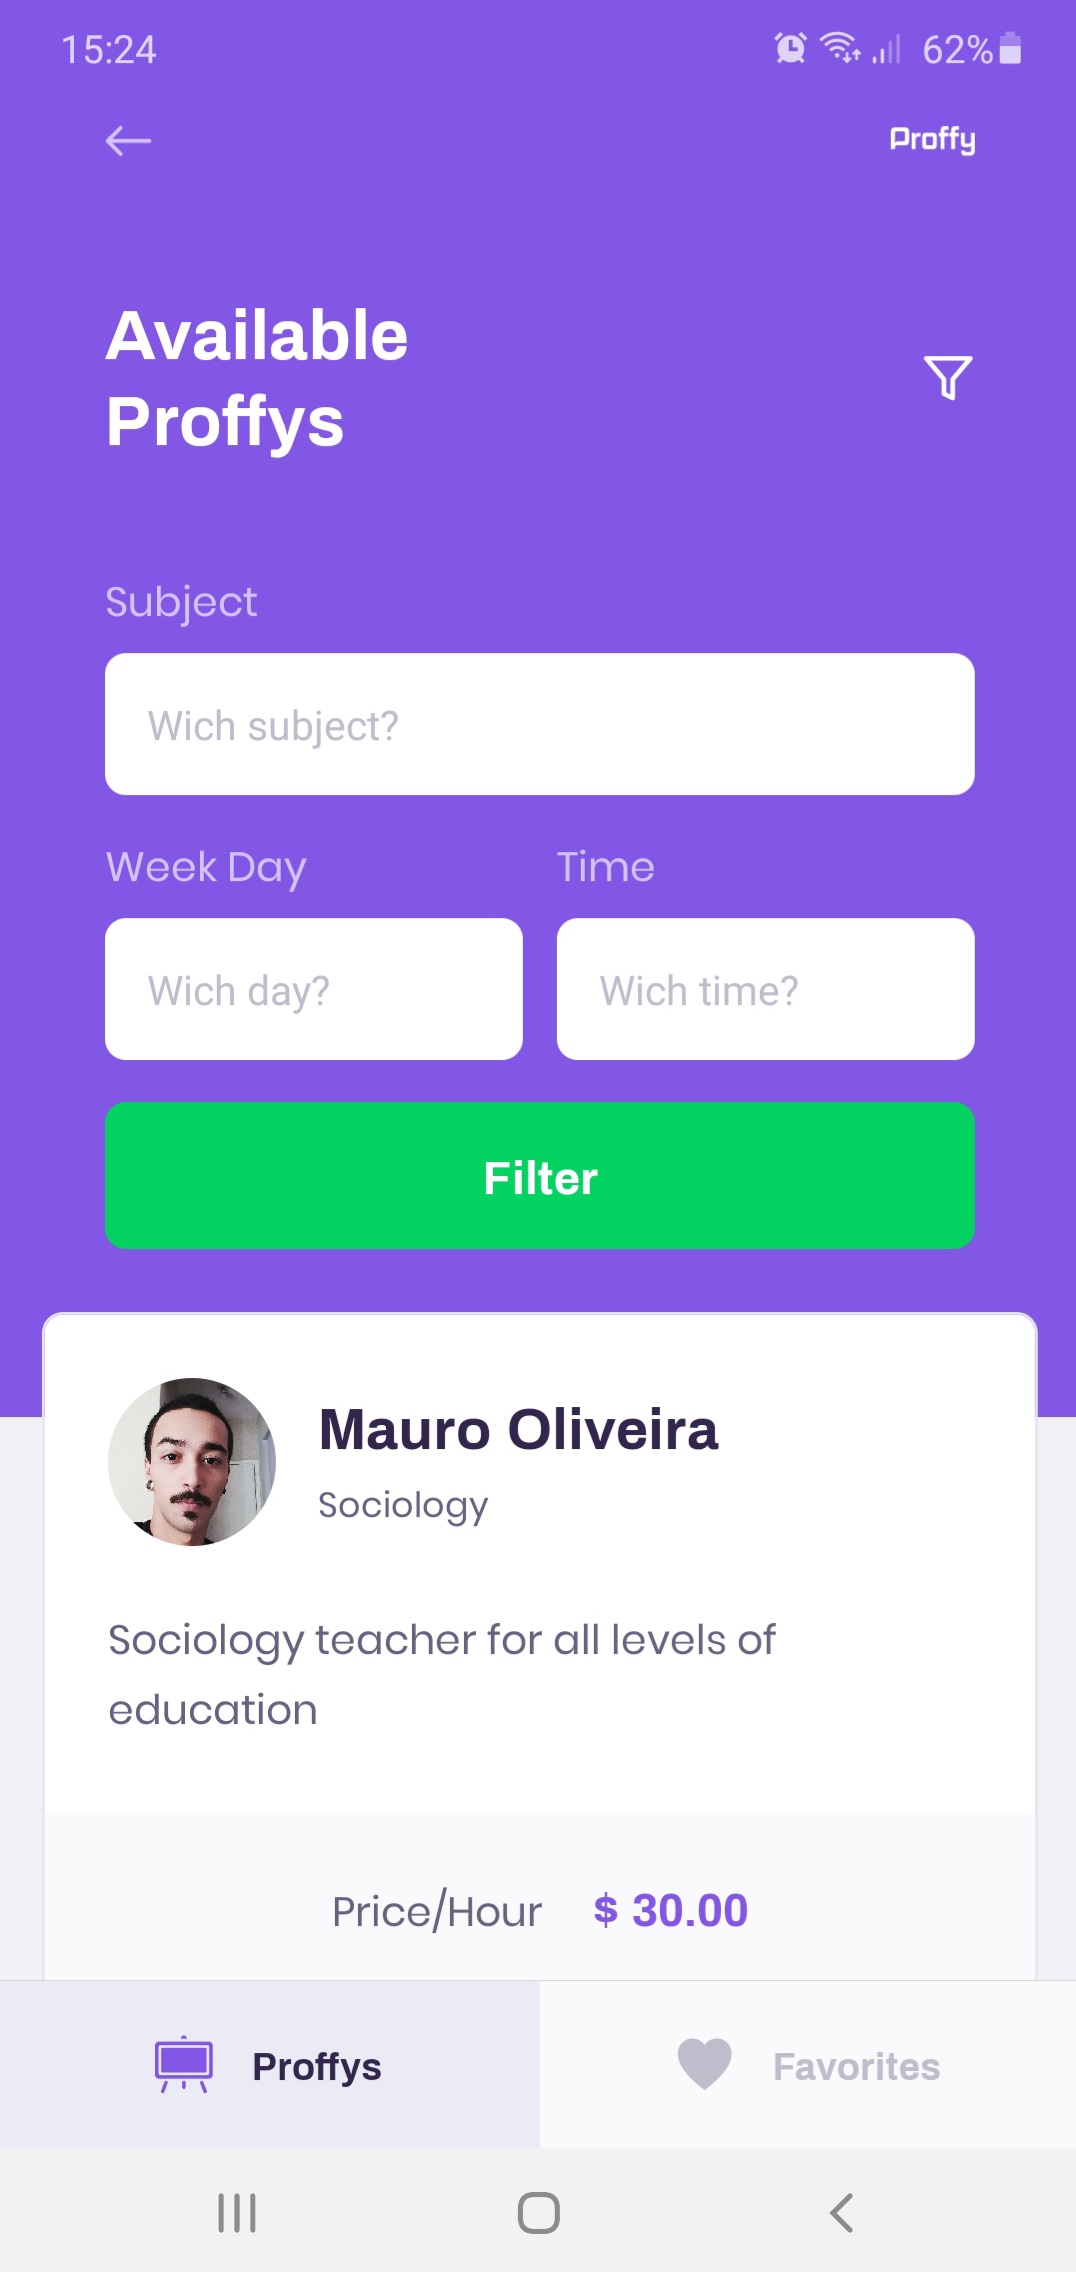 15:24
62%
Proffy
Available
Proffys
Subject
Wich subject?
Week Day
Time
Wich day?
Wich time?
Filter
Mauro Oliveira
Sociology
Sociology teacher for all levels of
education
Price/Hour $ 30.00
Proffys
Favorites